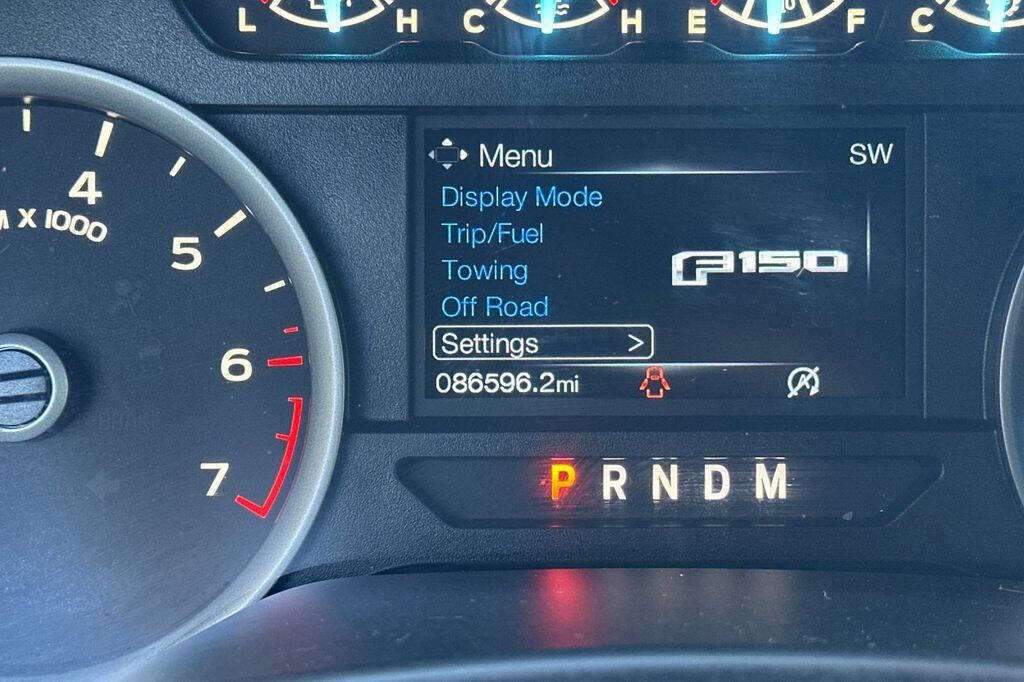 L H C H E F C
4
M X 1000
5
6
7
Menu SW
Display Mode
Trip/Fuel
Towing
Off Road
Settings >
086596.2mi
F150
P R N D M